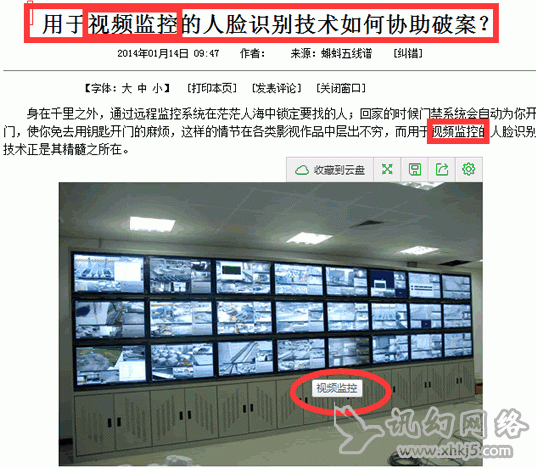 用于视频监控的人脸识别技术如何协助破案？
2014年01月14日 09:47 作者： 来源：蝌蚪五线谱 [纠错]
【字体：大 中 小】 [打印本页] [发表评论] [关闭窗口]
身在千里之外，通过远程监控系统在茫茫人海中锁定要找的人；回家的时候门禁系统会自动为你开
门，使你免去用钥匙开门的麻烦，这样的情节在各类影视作品中层出不穷，而用于视频监控的人脸识别
技术正是其精髓之所在。
收藏到云盘
视频监控
讯幻网络
www.xhkj5.com